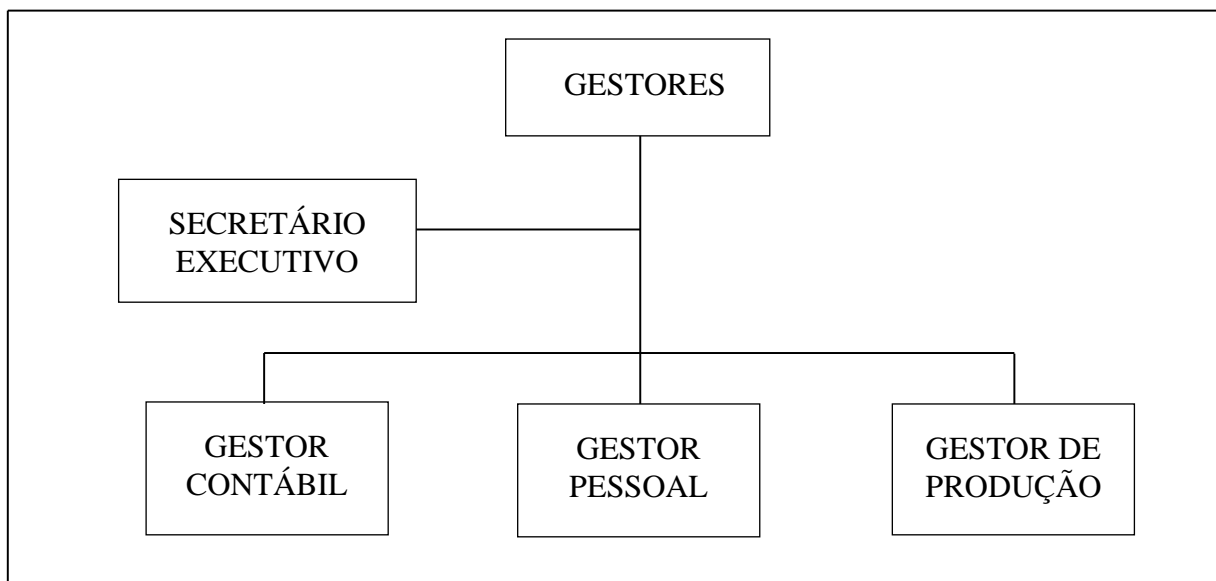 GESTORES
SECRETÁRIO
EXECUTIVO
GESTOR
CONTÁBIL
GESTOR
PESSOAL
GESTOR DE
PRODUÇÃO